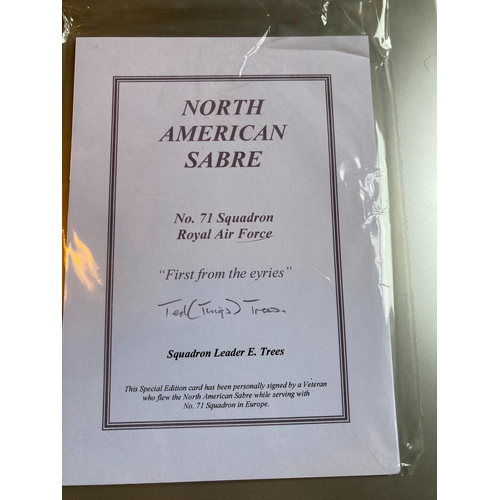 NORTH
AMERICAN
SABRE
No. 71 Squadron
Royal Air Force
"First from the eyries"
Ted (Twigs) Trees.
Squadron Leader E. Trees
This Special Edition card has been personally signed by a Veteran
who flew the North American Sabre while serving with
No. 71 Squadron in Europe.